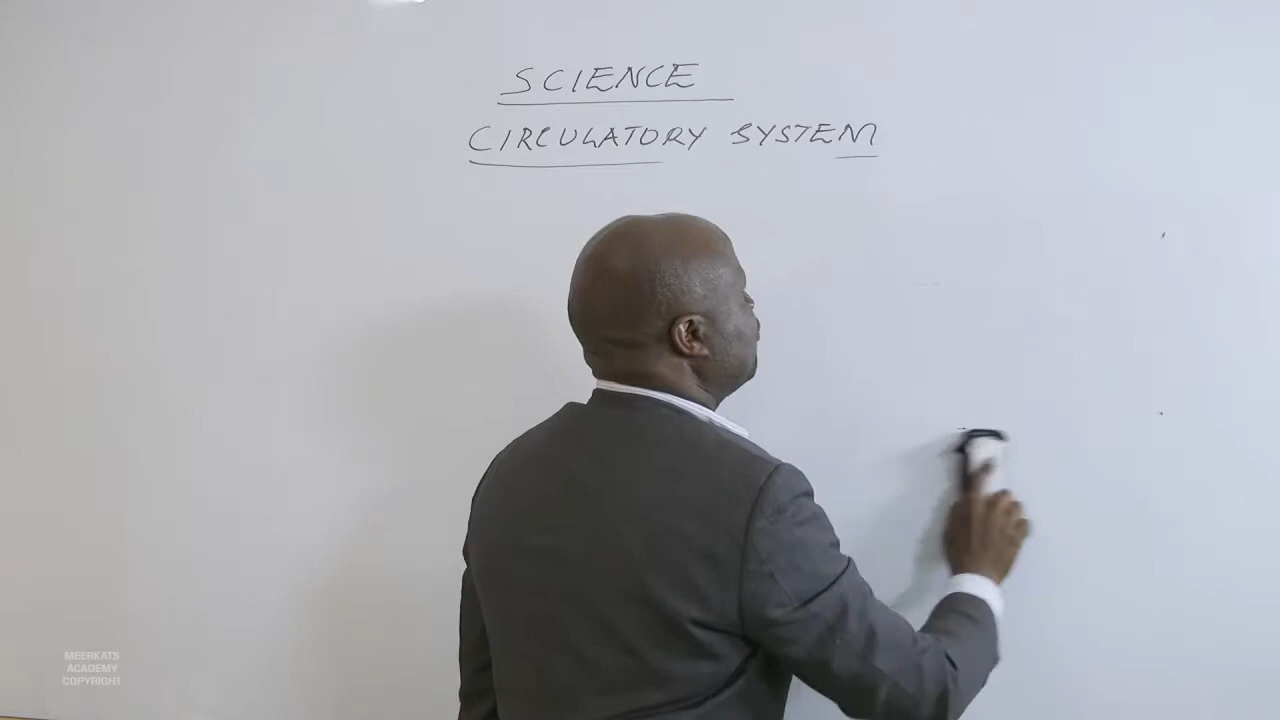 SCIENCE
CIRCULATORY SYSTEM
MEERKATS
ACADEMY
COPYRIGHT